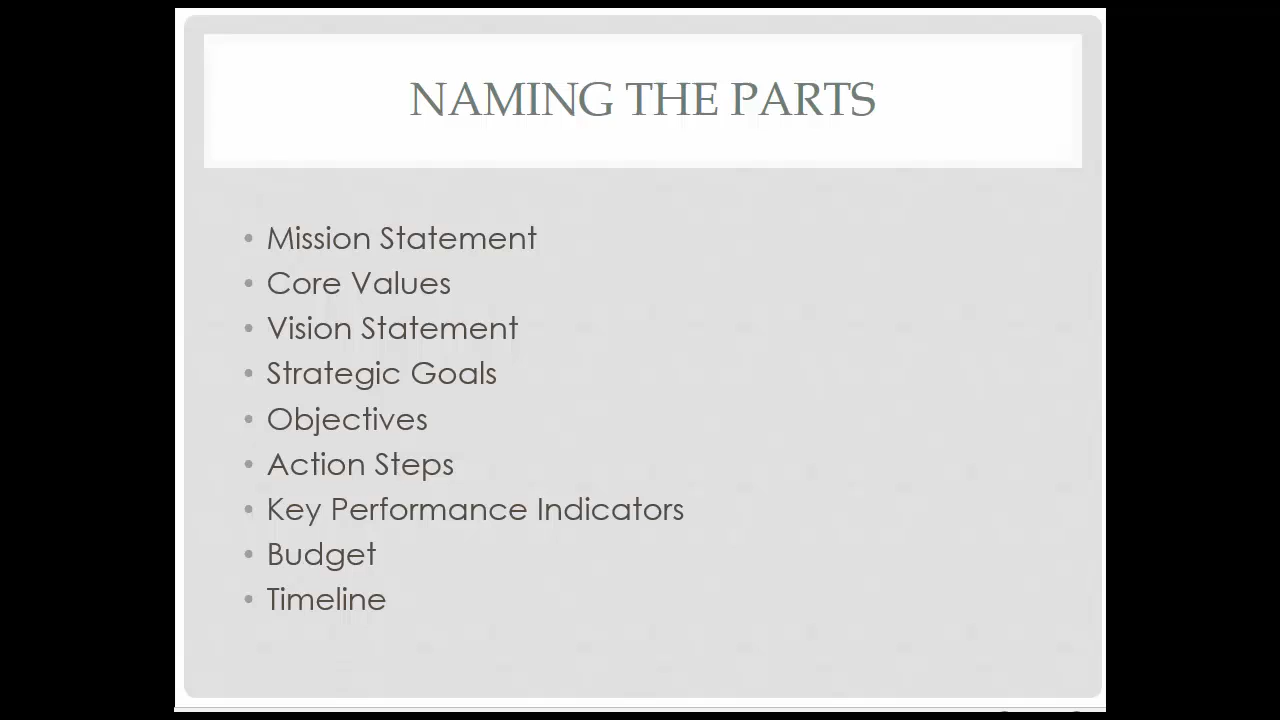 NAMING THE PARTS
• Mission Statement
• Core Values
• Vision Statement
• Strategic Goals
• Objectives
• Action Steps
• Key Performance Indicators
• Budget
• Timeline